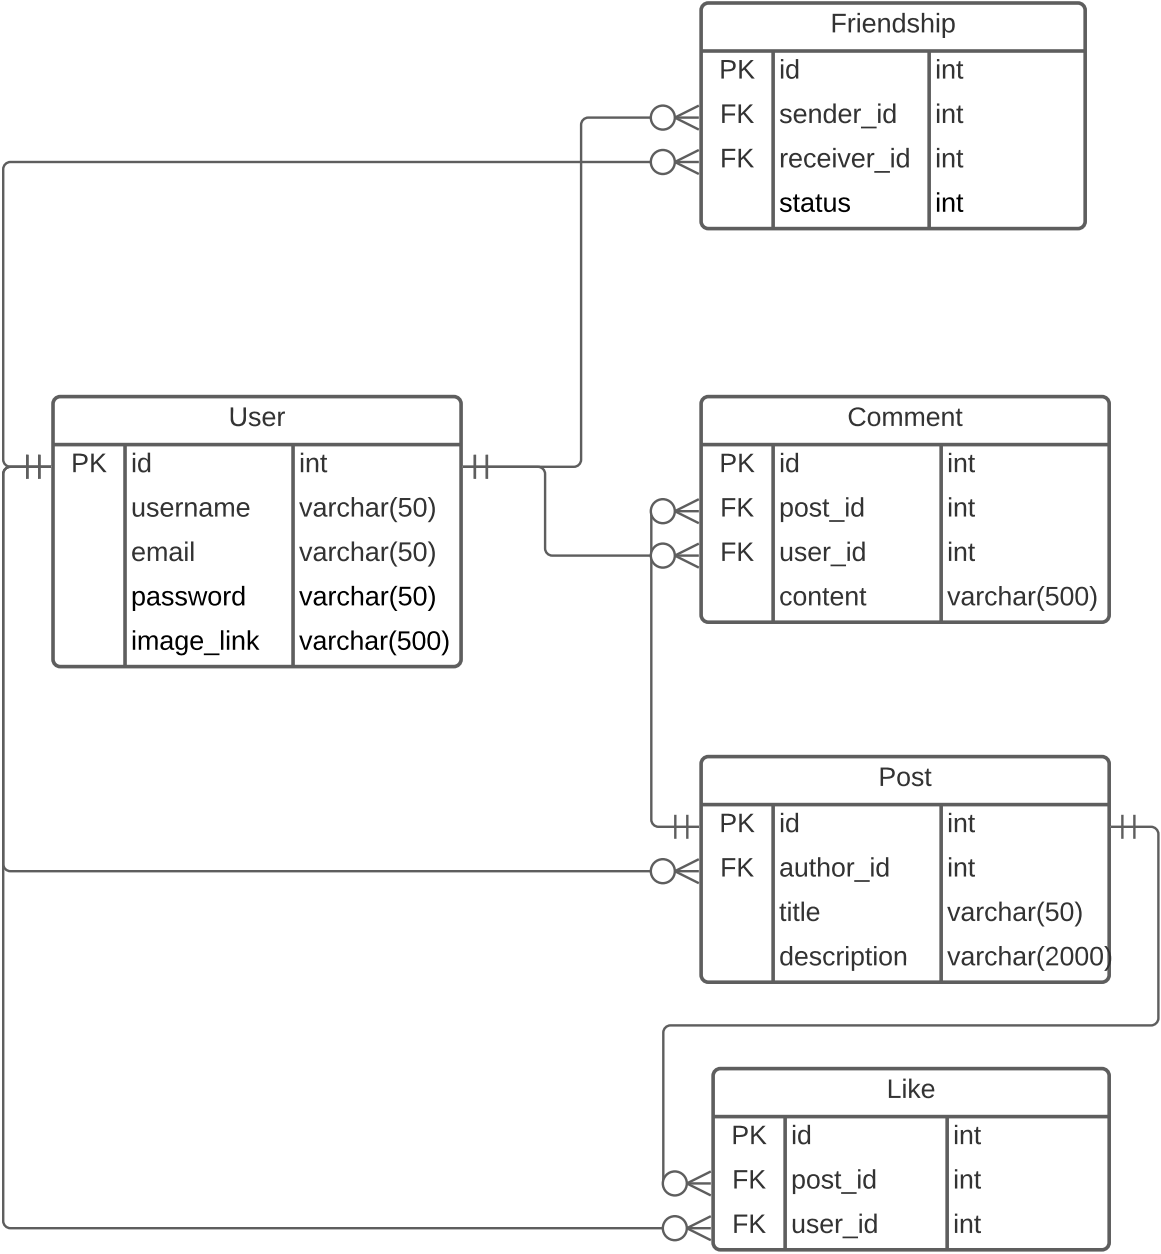 Friendship
PK id int
FK sender_id int
FK receiver_id int
status int
User
PK id int
username varchar(50)
email varchar(50)
password varchar(50)
image_link varchar(500)
Comment
PK id int
FK post_id int
FK user_id int
content varchar(500)
Post
PK id int
FK author_id int
title varchar(50)
description varchar(2000)
Like
PK id int
FK post_id int
FK user_id int